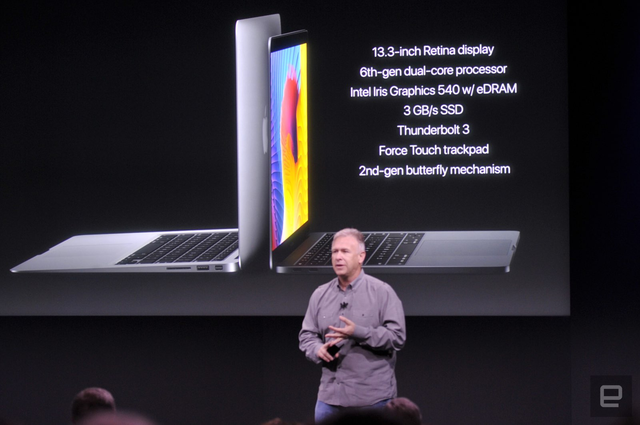 13.3-inch Retina display
6th-gen dual-core processor
Intel Iris Graphics 540 w/ eDRAM
3 GB/s SSD
Thunderbolt 3
Force Touch trackpad
2nd-gen butterfly mechanism
e